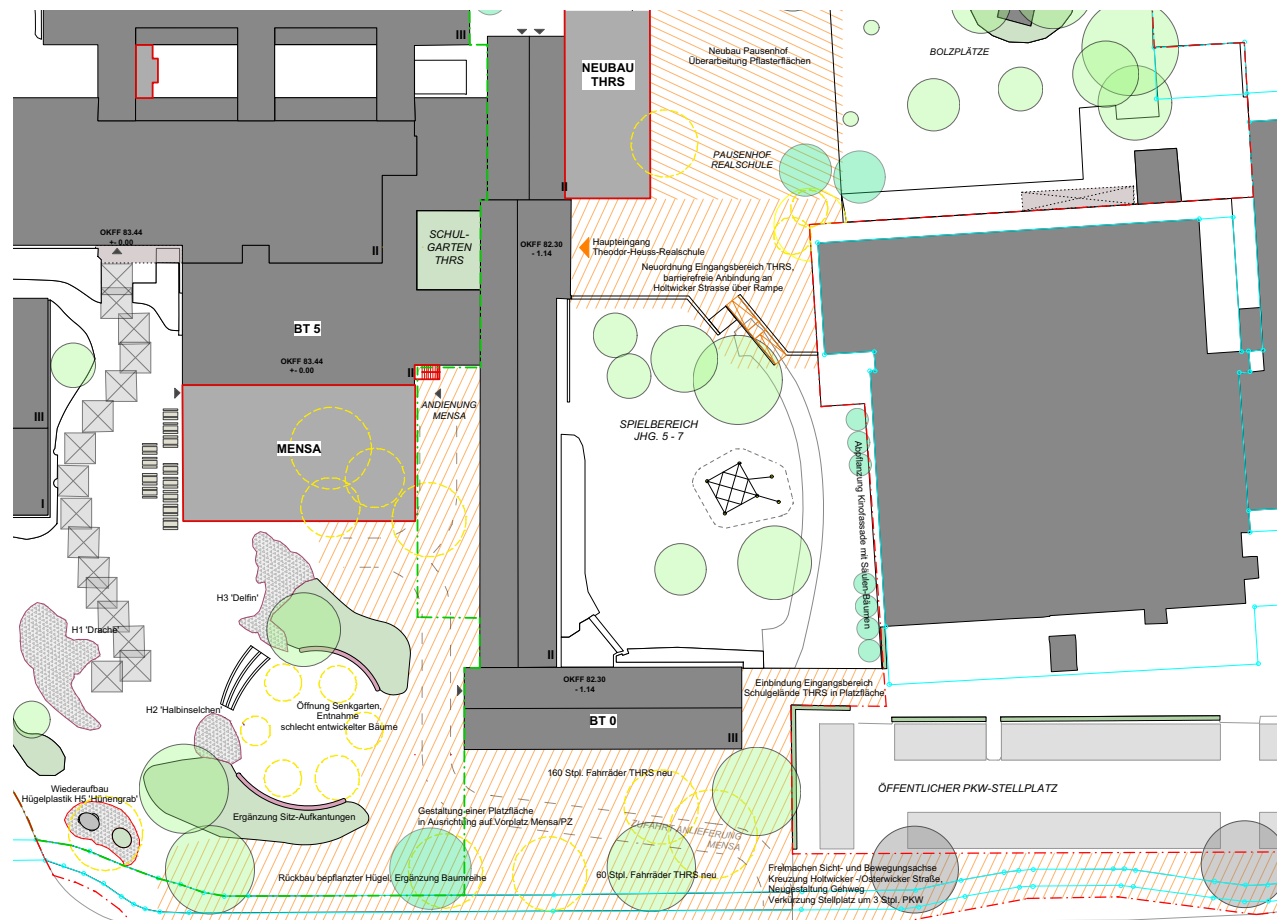 III
NEUBAU
THRS
Neubau Pausenhof
Überarbeitung Pflasterflächen
BOLZPLÄTZE
PAUSENHOF
REALSCHULE
II
OKFF 83.44
+- 0.00
II
SCHUL-
GARTEN
THRS
OKFF 82.30
- 1.14
Haupteingang
Theodor-Heuss-Realschule
Neuordnung Eingangsbereich THRS,
barrierefreie Anbindung an
Holtwicker Strasse über Rampe
BT 5
OKFF 83.44
+- 0.00
II
ANDIENUNG
MENSA
III
MENSA
I
SPIELBEREICH
JHG. 5 - 7
Abpflanzung Kinofassade mit Säulen-Bäumen
H3 'Delfin'
H1 'Drache'
II
OKFF 82.30
- 1.14
BT 0
III
Einbindung Eingangsbereich
Schulgelände THRS in Platzfläche
H2 'Halbinselchen'
Öffnung Senkgarten,
Entnahme
schlecht entwickelter Bäume
160 Stpl. Fahrräder THRS neu
ÖFFENTLICHER PKW-STELLPLATZ
Wiederaufbau
Hügelplastik H5 'Hünengrab'
Ergänzung Sitz-Aufkantungen
Gestaltung einer Platzfläche
in Ausrichtung auf Vorplatz Mensa/PZ
ZUFAHRT ANLIEFERUNG
MENSA
Rückbau bepflanzter Hügel, Ergänzung Baumreihe
60 Stpl. Fahrräder THRS neu
Freimachen Sicht- und Bewegungsachse
Kreuzung Holtwicker -/Osterwicker Straße,
Neugestaltung Gehweg
Verkürzung Stellplatz um 3 Stpl. PKW